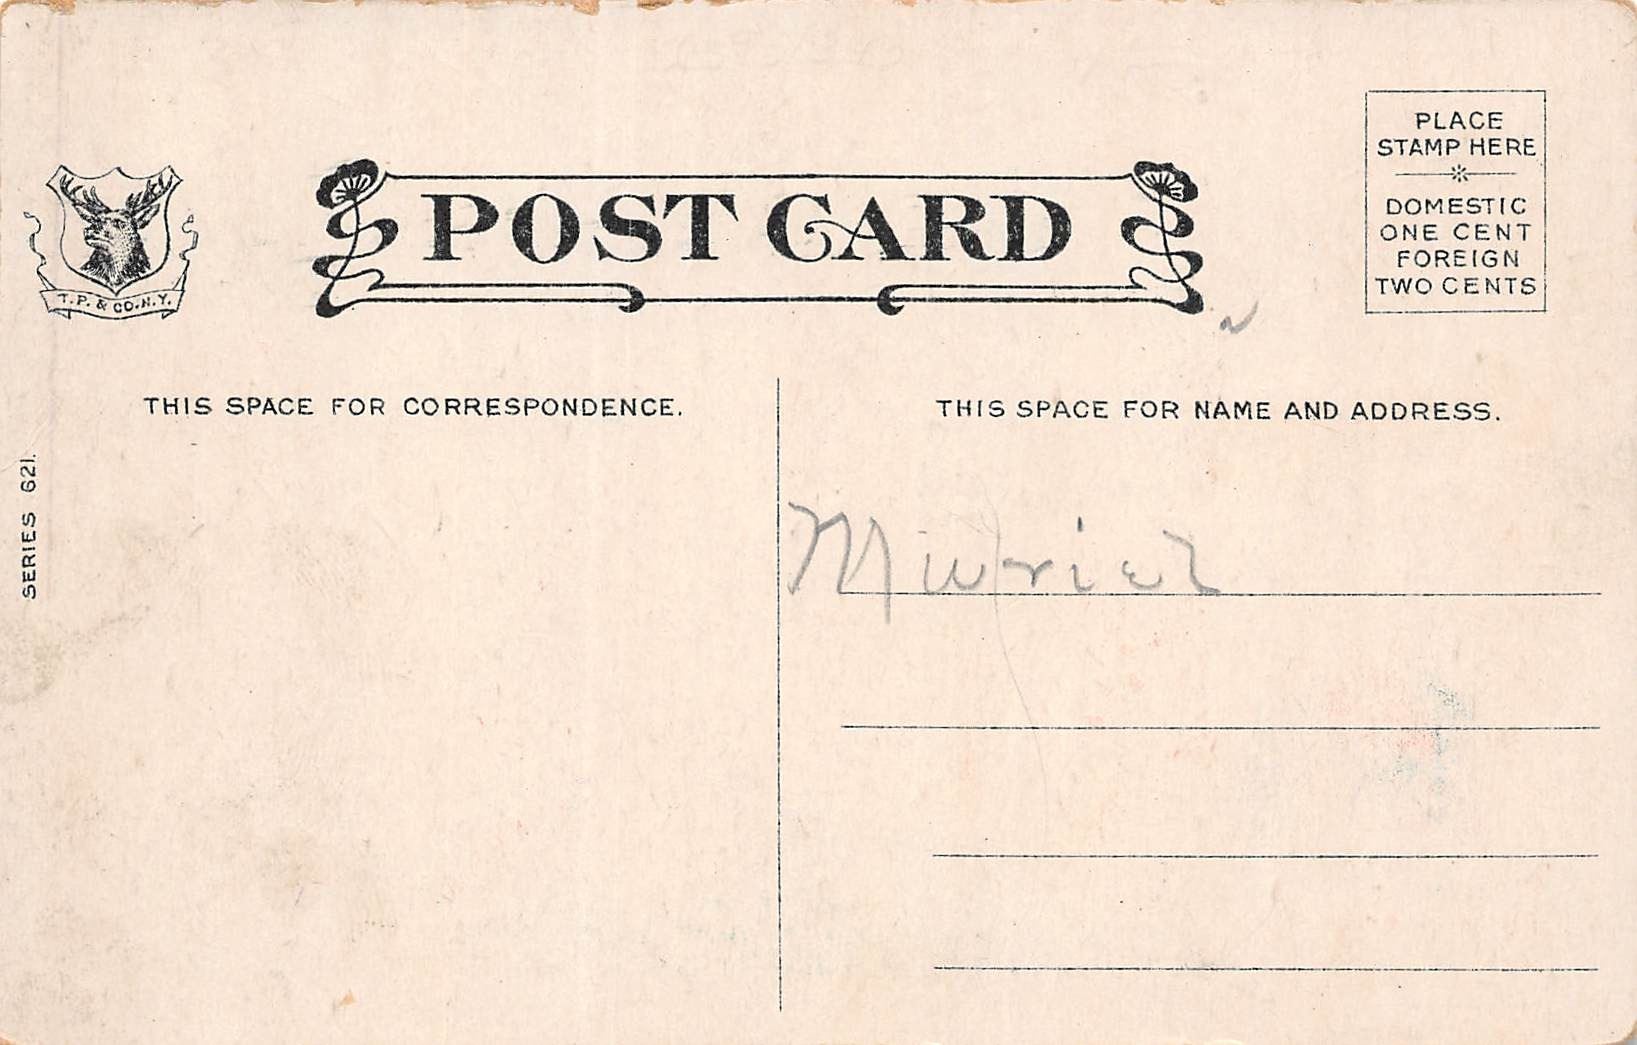 PLACE
STAMP HERE
DOMESTIC
ONE CENT
FOREIGN
TWO CENTS
POST CARD
T.P. & CO. N.Y.
THIS SPACE FOR CORRESPONDENCE.
THIS SPACE FOR NAME AND ADDRESS.
SERIES 621.
Muriel